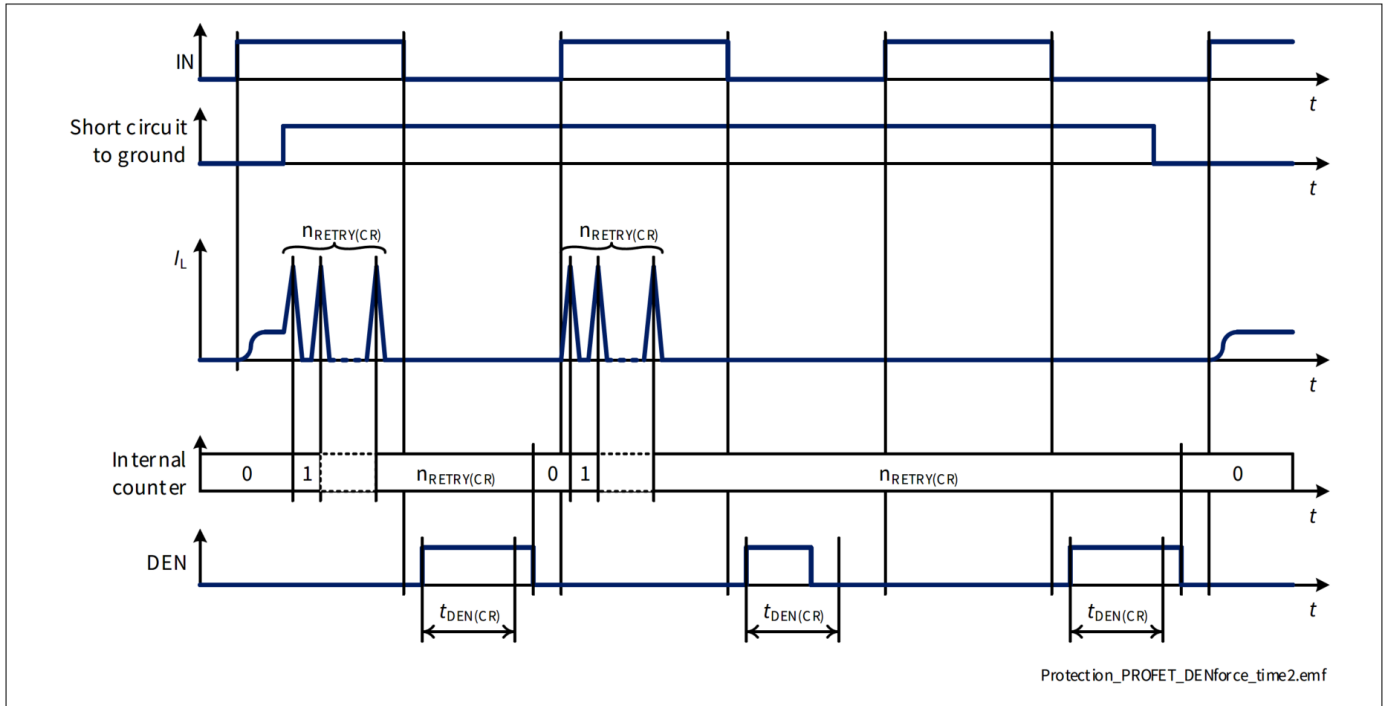 IN
t
Short circuit
to ground
t
nRETRY(CR)
nRETRY(CR)
IL
t
Internal
counter
0
1
nRETRY(CR)
0
1
nRETRY(CR)
0
t
DEN
t
tDEN(CR)
tDEN(CR)
tDEN(CR)
Protection_PROFET_DENforce_time2.emf